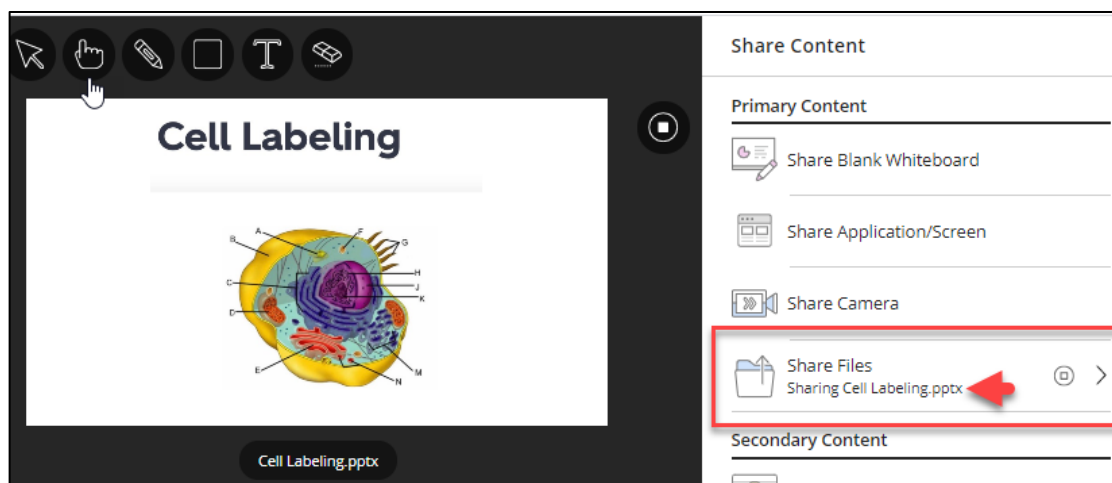 Cell Labeling
A
B
C
D
E
F
G
H
J
K
M
N
Cell Labeling.pptx
Share Content
Primary Content
Share Blank Whiteboard
Share Application/Screen
Share Camera
Share Files
Sharing Cell Labeling.pptx
Secondary Content